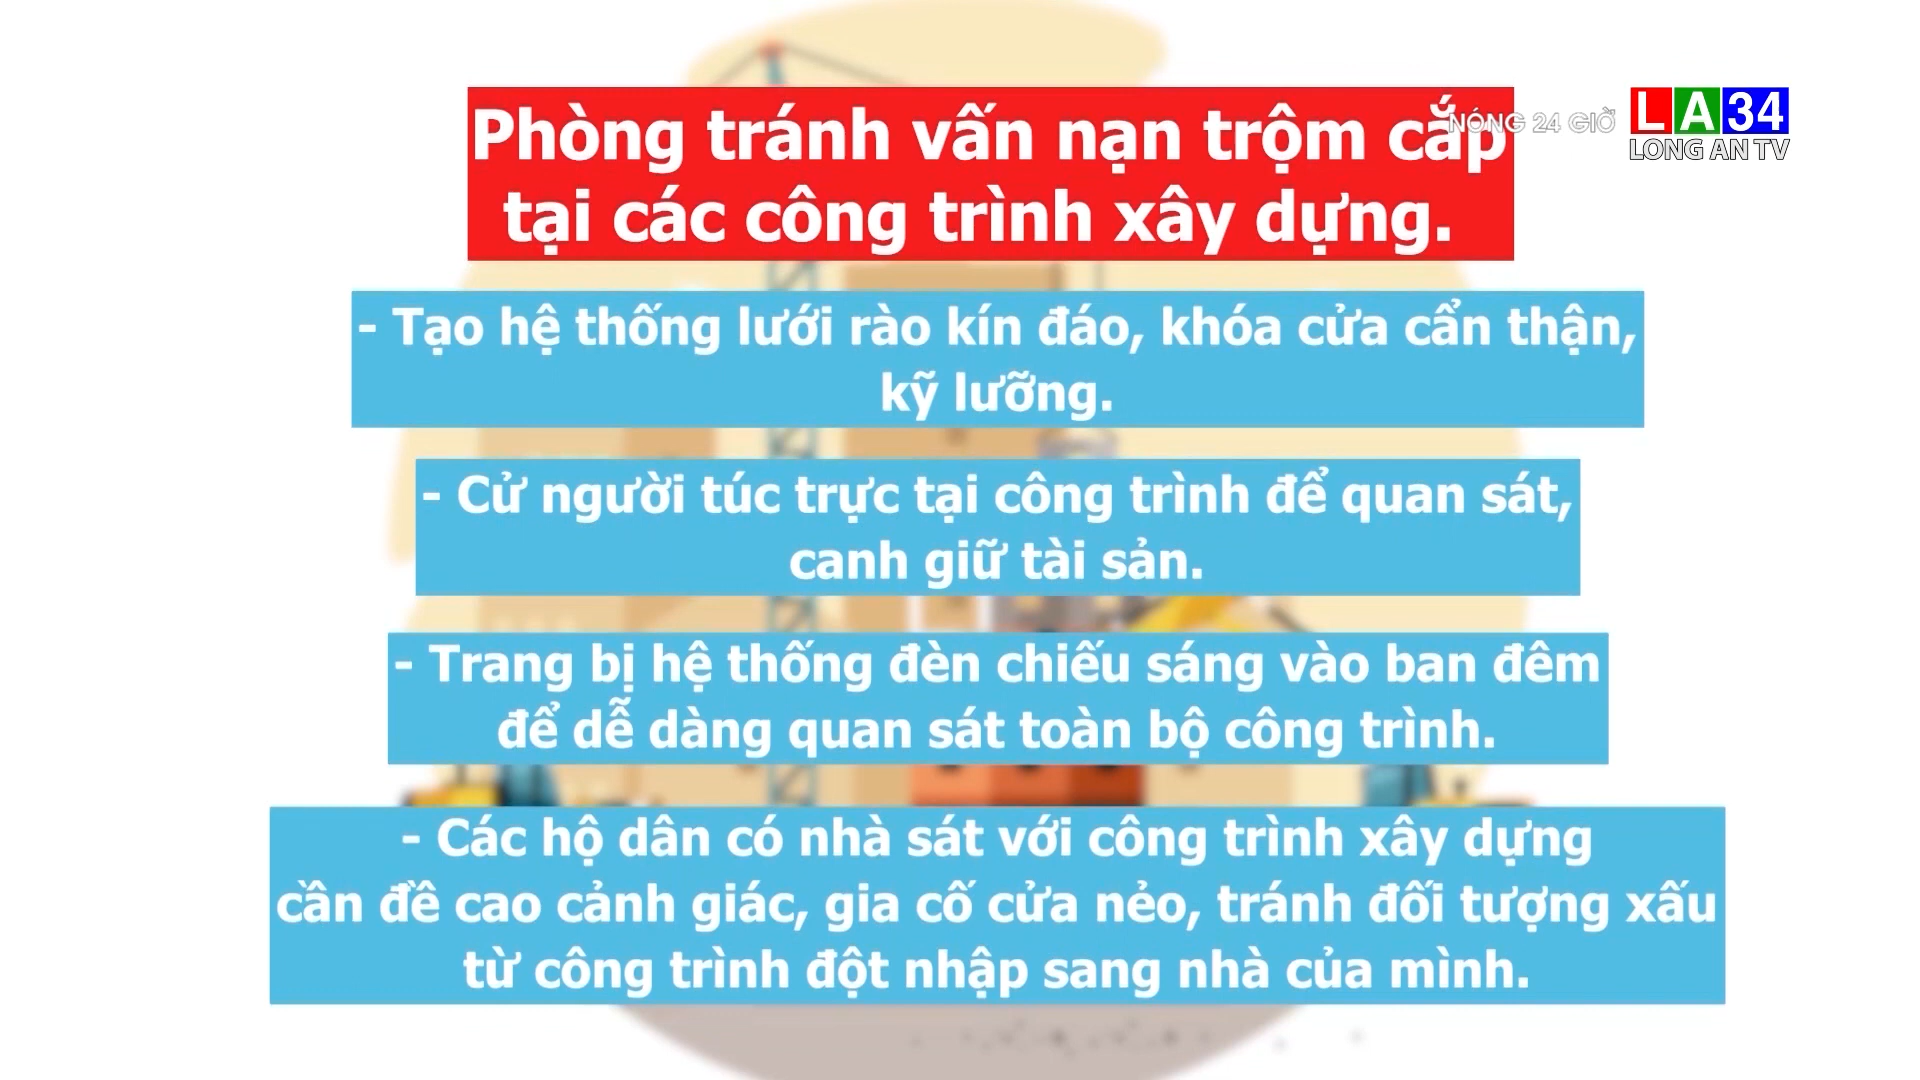 Phòng tránh vấn nạn trộm cắp
tại các công trình xây dựng.
NÓNG 24 GIỜ
LA34
LONG AN TV
- Tạo hệ thống lưới rào kín đáo, khóa cửa cẩn thận,
kỹ lưỡng.
- Cử người túc trực tại công trình để quan sát,
canh giữ tài sản.
- Trang bị hệ thống đèn chiếu sáng vào ban đêm
để dễ dàng quan sát toàn bộ công trình.
- Các hộ dân có nhà sát với công trình xây dựng
cần đề cao cảnh giác, gia cố cửa nẻo, tránh đối tượng xấu
từ công trình đột nhập sang nhà của mình.